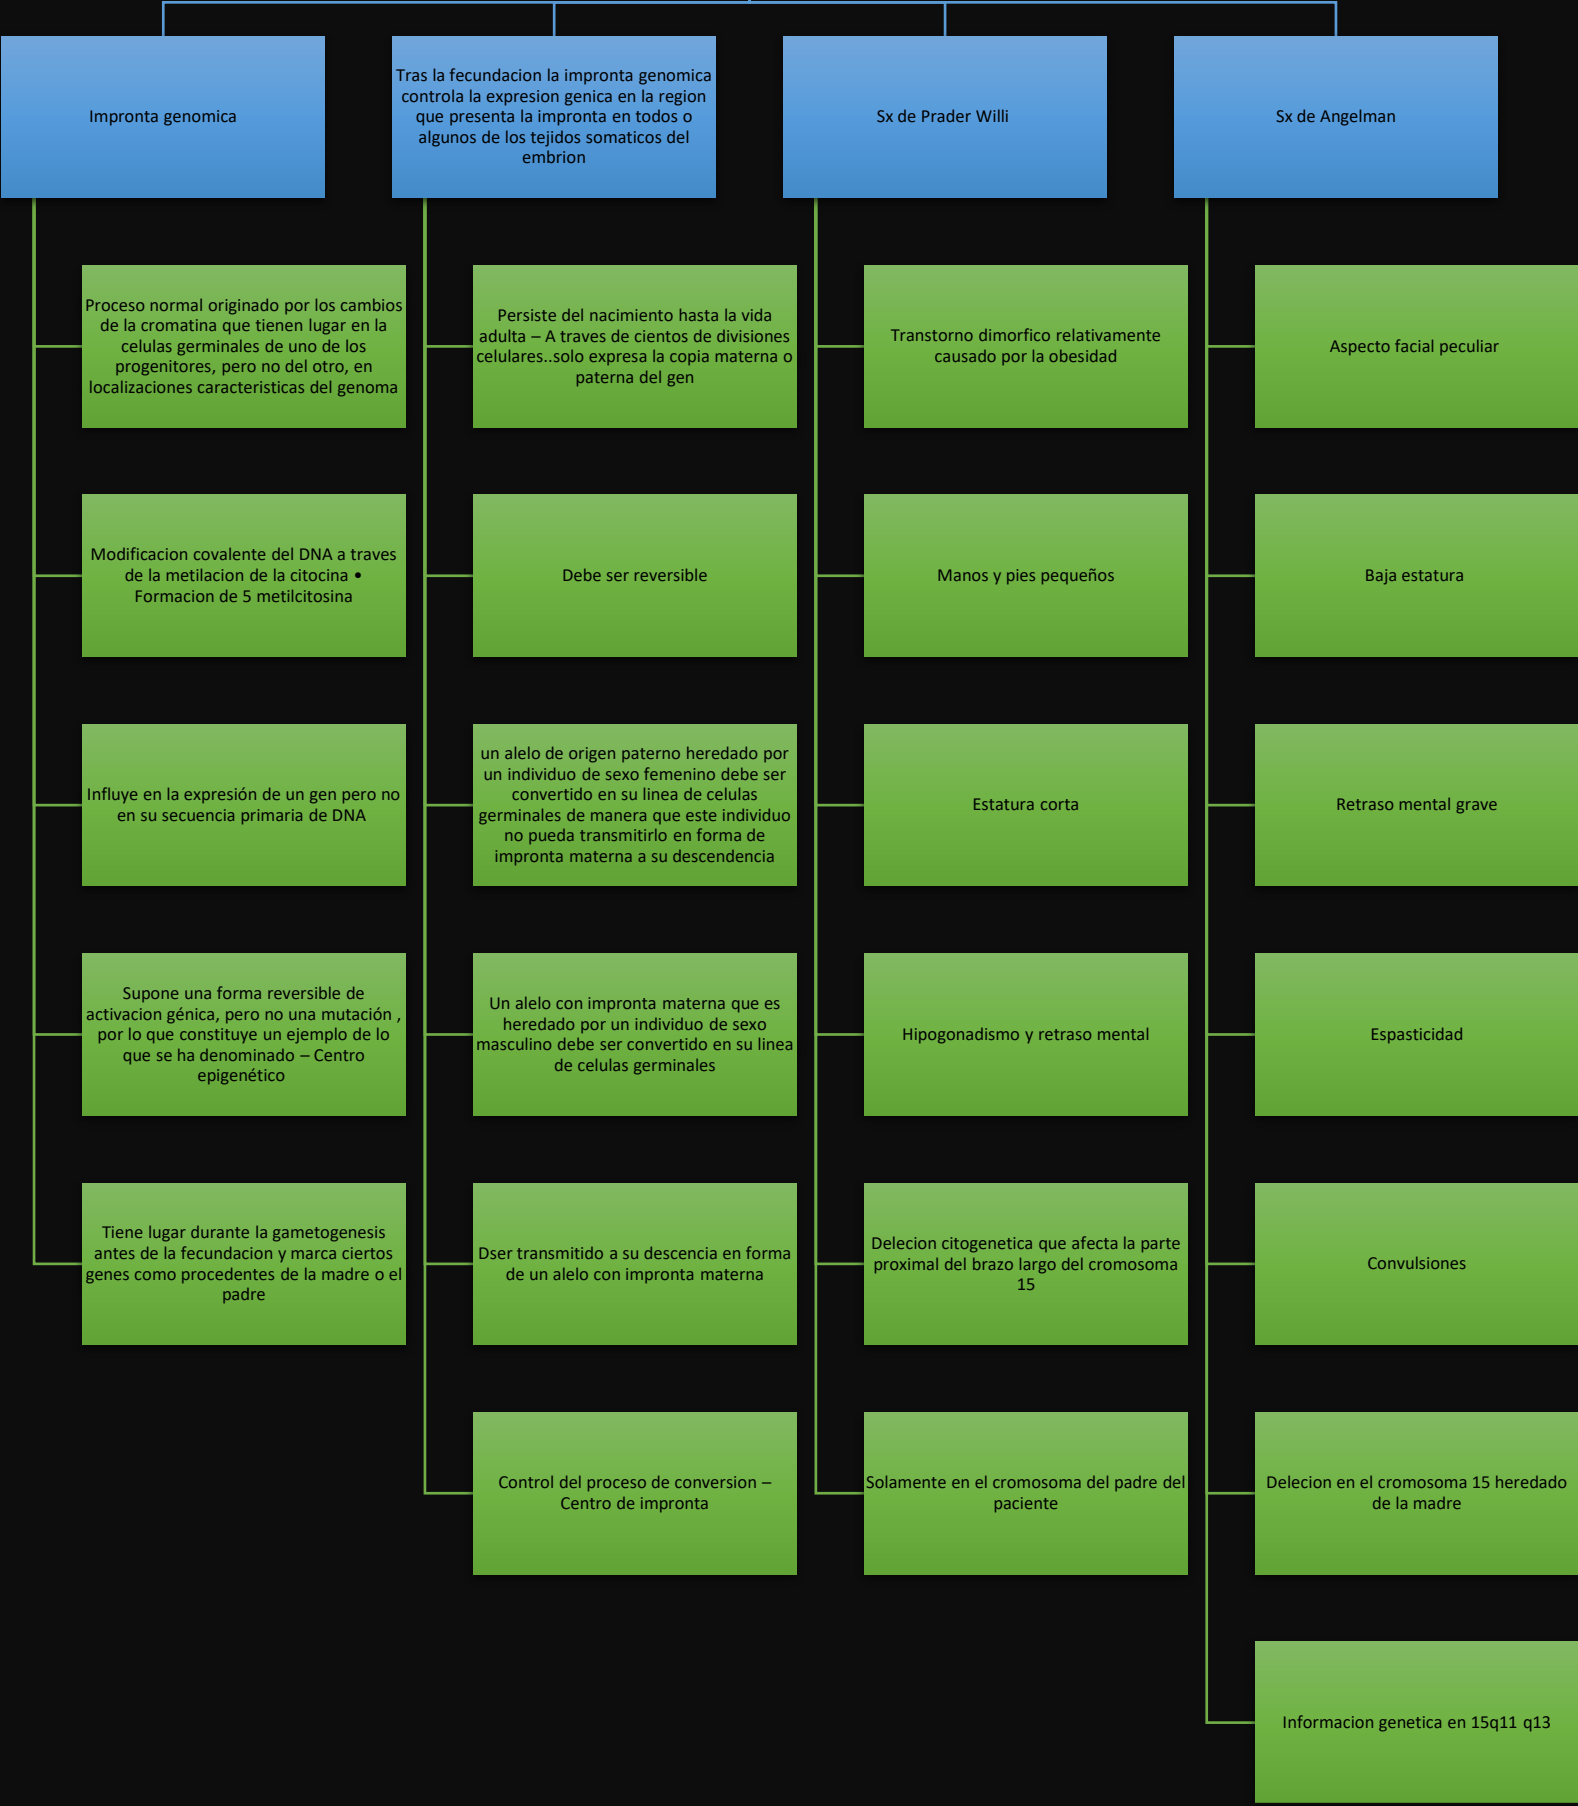 Impronta genomica
Proceso normal originado por los cambios
de la cromatina que tienen lugar en la
celulas germinales de uno de los
progenitores, pero no del otro, en
localizaciones caracteristicas del genoma
Modificacion covalente del DNA a traves
de la metilacion de la citocina •
Formacion de 5 metilcitosina
Influye en la expresión de un gen pero no
en su secuencia primaria de DNA
Supone una forma reversible de
activacion génica, pero no una mutación ,
por lo que constituye un ejemplo de lo
que se ha denominado – Centro
epigenético
Tiene lugar durante la gametogenesis
antes de la fecundacion y marca ciertos
genes como procedentes de la madre o el
padre
Tras la fecundacion la impronta genomica
controla la expresion genica en la region
que presenta la impronta en todos o
algunos de los tejidos somaticos del
embrion
Persiste del nacimiento hasta la vida
adulta – A traves de cientos de divisiones
celulares..solo expresa la copia materna o
paterna del gen
Debe ser reversible
un alelo de origen paterno heredado por
un individuo de sexo femenino debe ser
convertido en su linea de celulas
germinales de manera que este individuo
no pueda transmitirlo en forma de
impronta materna a su descendencia
Un alelo con impronta materna que es
heredado por un individuo de sexo
masculino debe ser convertido en su linea
de celulas germinales
Dser transmitido a su descencia en forma
de un alelo con impronta materna
Control del proceso de conversion –
Centro de impronta
Sx de Prader Willi
Transtorno dimorfico relativamente
causado por la obesidad
Manos y pies pequeños
Estatura corta
Hipogonadismo y retraso mental
Delecion citogenetica que afecta la parte
proximal del brazo largo del cromosoma
15
Solamente en el cromosoma del padre del
paciente
Sx de Angelman
Aspecto facial peculiar
Baja estatura
Retraso mental grave
Espasticidad
Convulsiones
Delecion en el cromosoma 15 heredado
de la madre
Informacion genetica en 15q11 q13